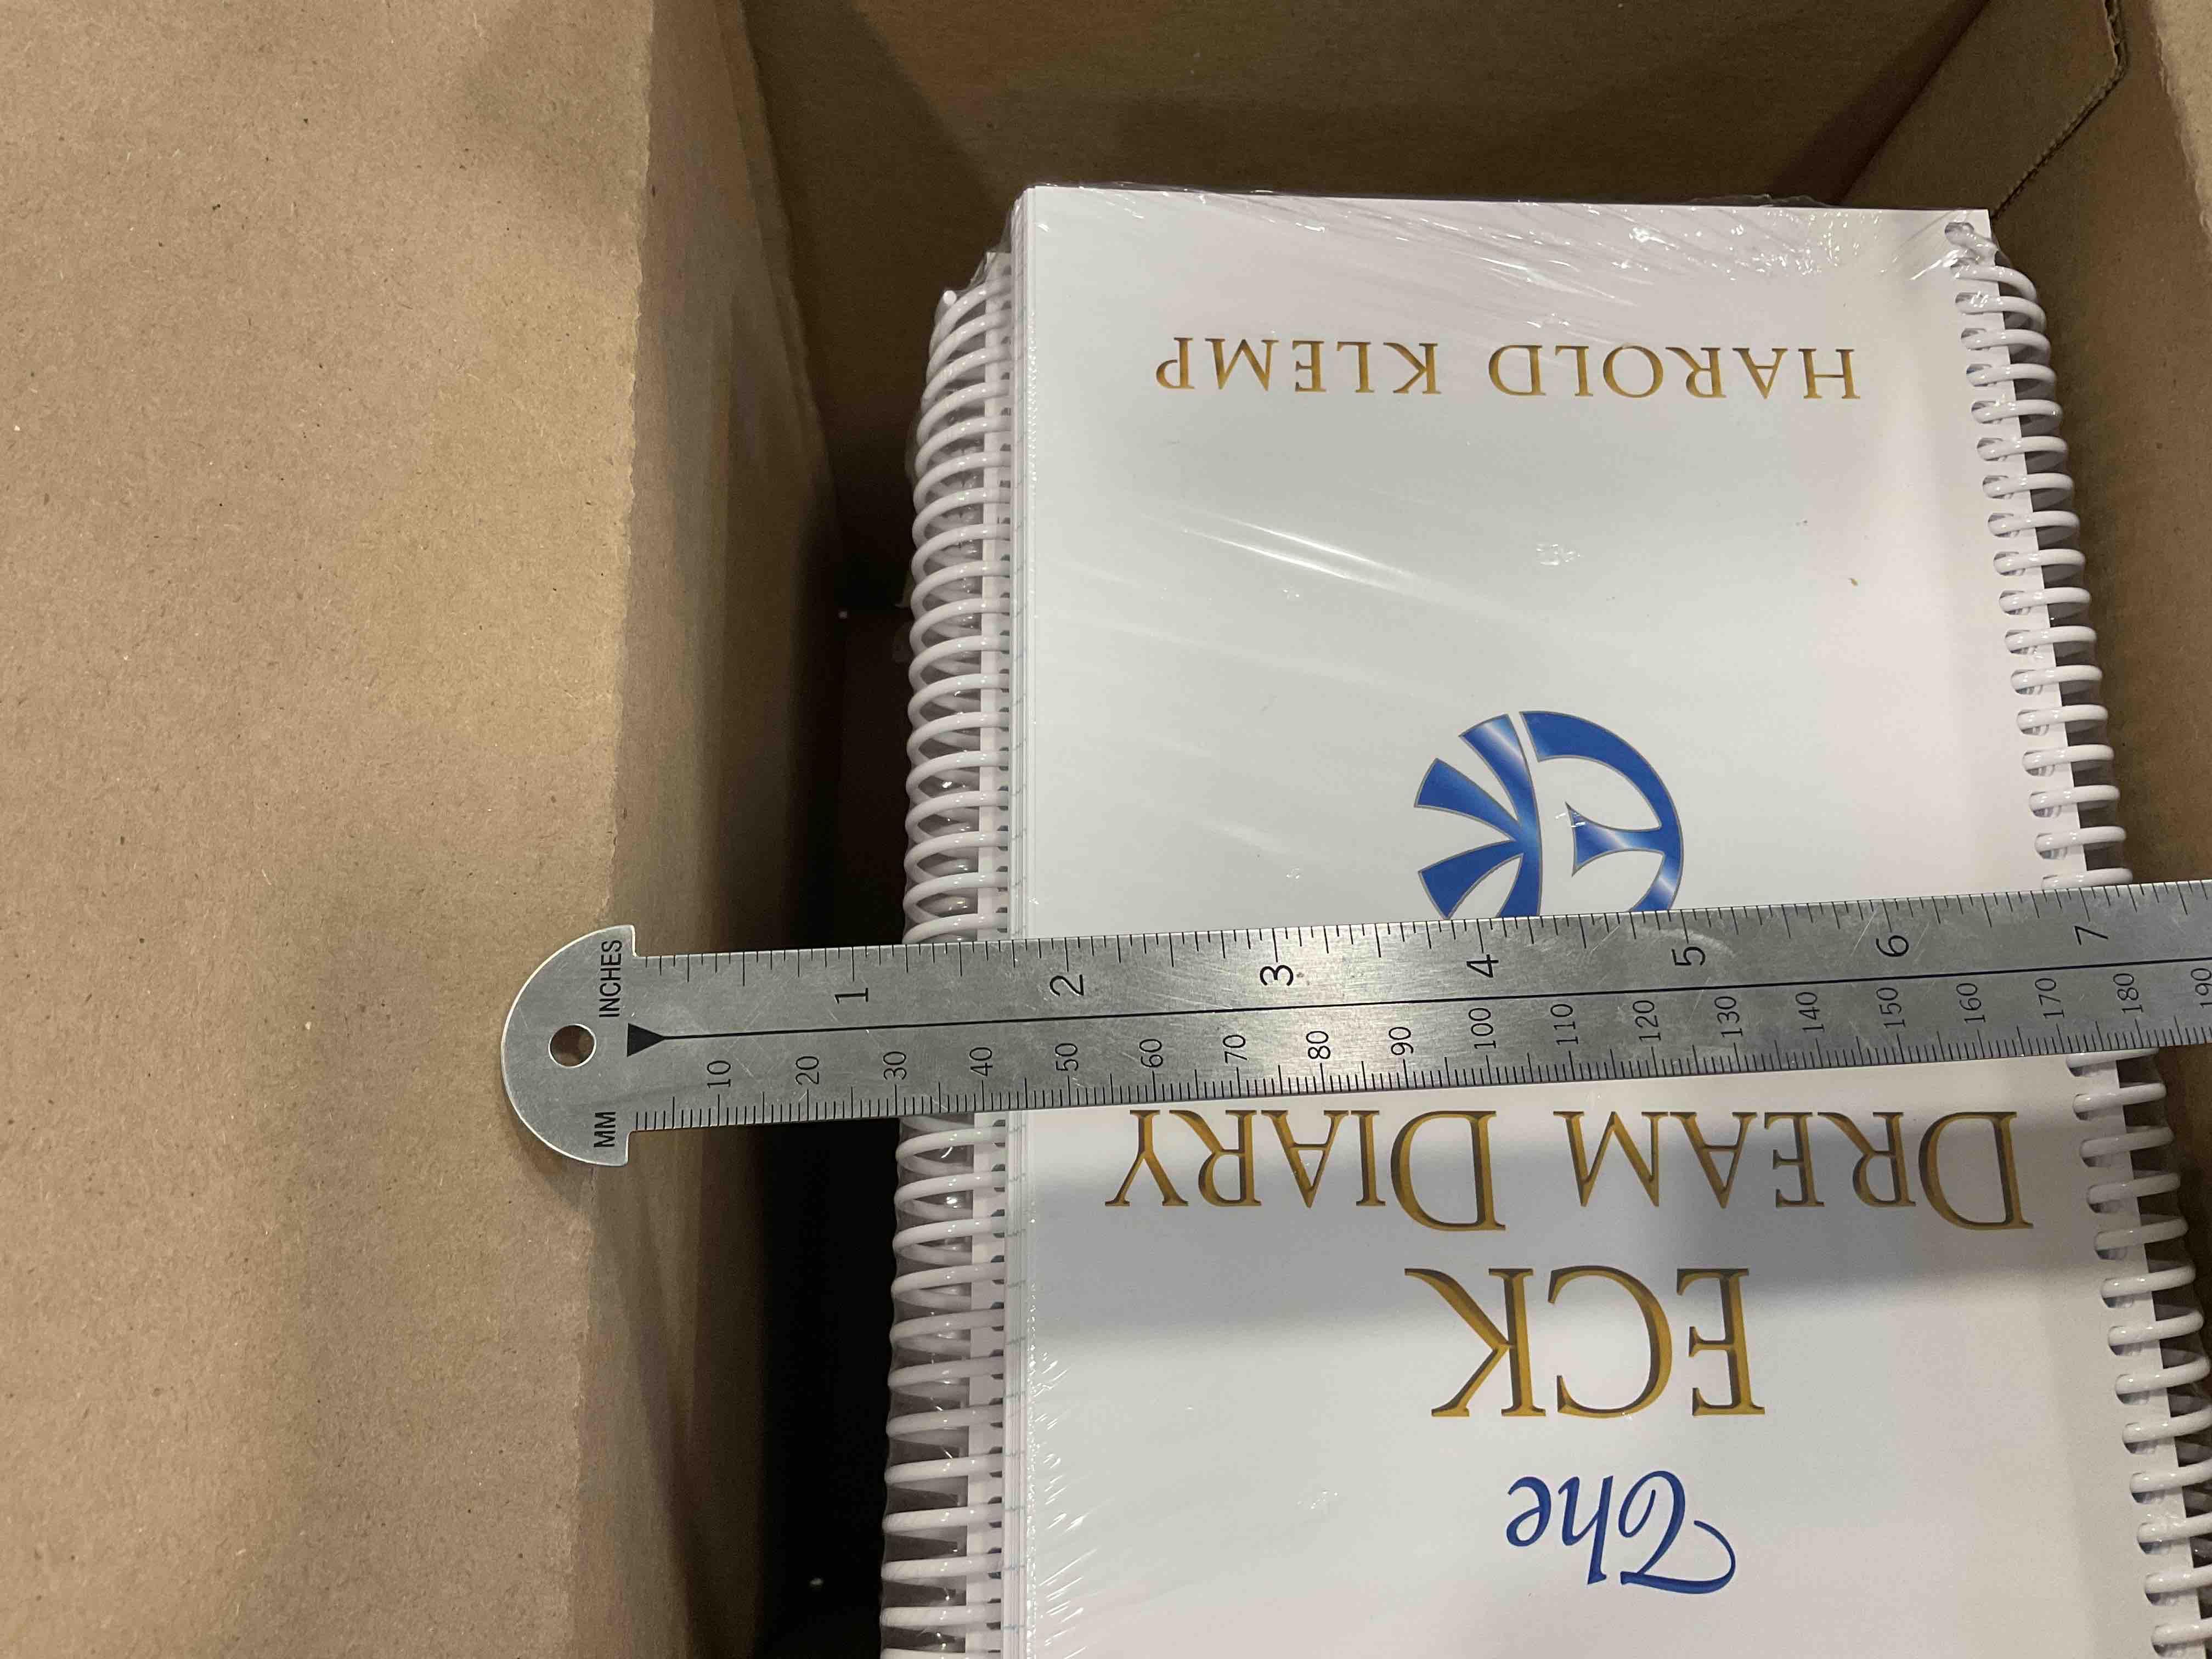 The
ECK
DREAM DIARY
HAROLD KLEMP
INCHES
1 2 3 4 5 6 7
10 20 30 40 50 60 70 80 90 100 110 120 130 140 150 160 170 180 190
MM